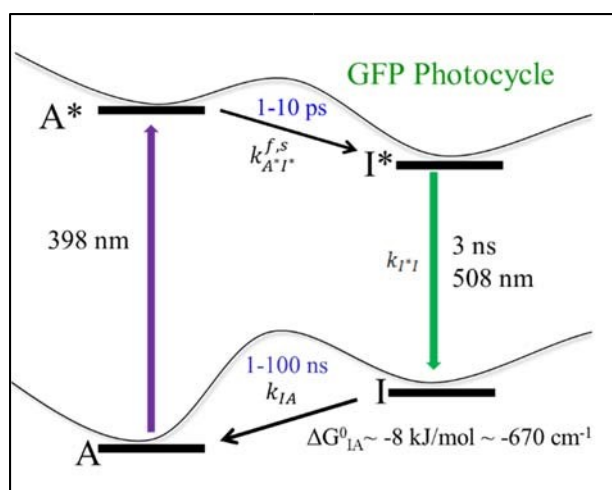 GFP Photocycle
A*
1-10 ps
k^{f,s}_{A*I*}
I*
398 nm
k_{I*I}
3 ns
508 nm
1-100 ns
k_{IA}
I
A
ΔG⁰_{IA}~ -8 kJ/mol ~ -670 cm⁻¹